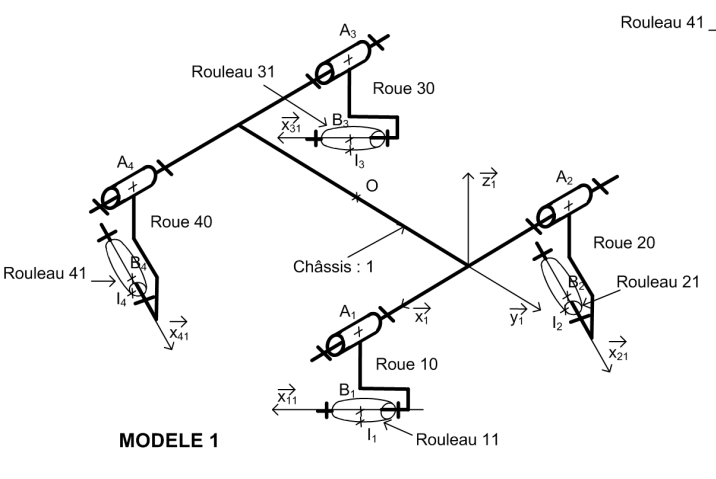 Rouleau 41
A3
Rouleau 31
Roue 30
B3
x31
I3
A4
O
z1
A2
Roue 40
Roue 20
B4
Châssis : 1
Rouleau 41
B2
Rouleau 21
I4
A1
x1
y1
I2
x41
x21
Roue 10
x11
B1
I1
Rouleau 11
MODELE 1